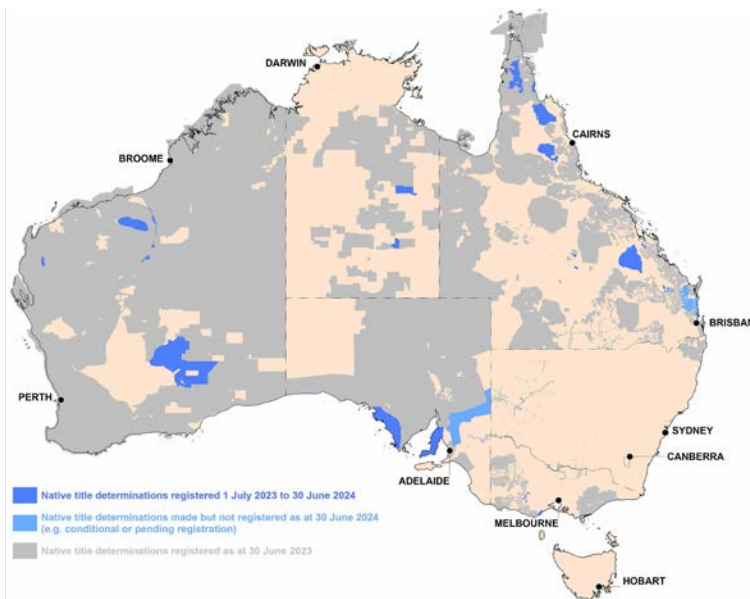 DARWIN
CAIRNS
BROOME
BRISBAN
PERTH
SYDNEY
CANBERRA
ADELAIDE
Native title determinations registered 1 July 2023 to 30 June 2024
Native title determinations made but not registered as at 30 June 2024
(e.g. conditional or pending registration)
MELBOURNE
Native title determinations registered as at 30 June 2023
HOBART